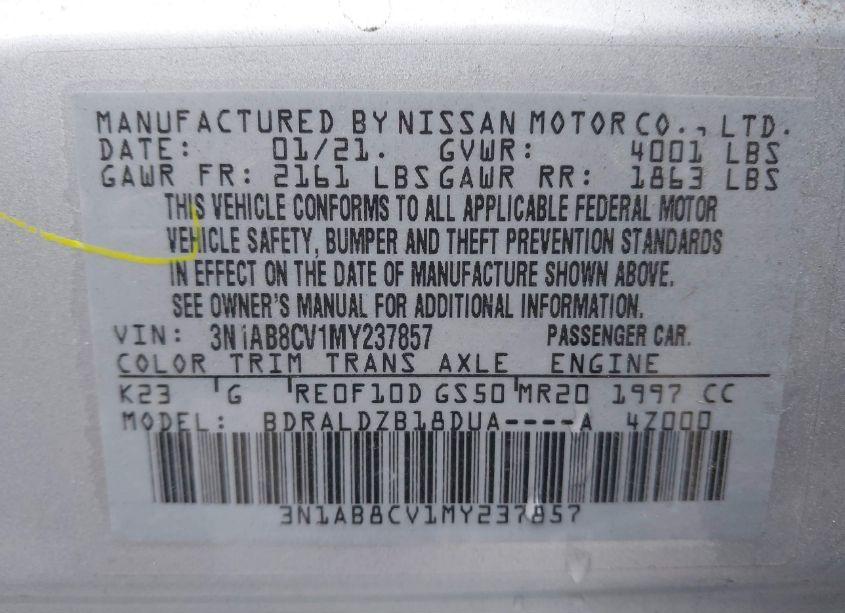 MANUFACTURED BY NISSAN MOTOR CO., LTD.
DATE: 01/21. GVWR: 4001 LBS
GAWR FR: 2161 LBS GAWR RR: 1863 LBS
THIS VEHICLE CONFORMS TO ALL APPLICABLE FEDERAL MOTOR
VEHICLE SAFETY, BUMPER AND THEFT PREVENTION STANDARDS
IN EFFECT ON THE DATE OF MANUFACTURE SHOWN ABOVE.
SEE OWNER'S MANUAL FOR ADDITIONAL INFORMATION.
VIN: 3N1AB8CV1MY237857 PASSENGER CAR.
COLOR TRIM TRANS AXLE ENGINE
K23 G RE0F10D GS50 MR20 1997 CC
MODEL: BDRALDZB18DUA----A 4Z000
3N1AB8CV1MY237857